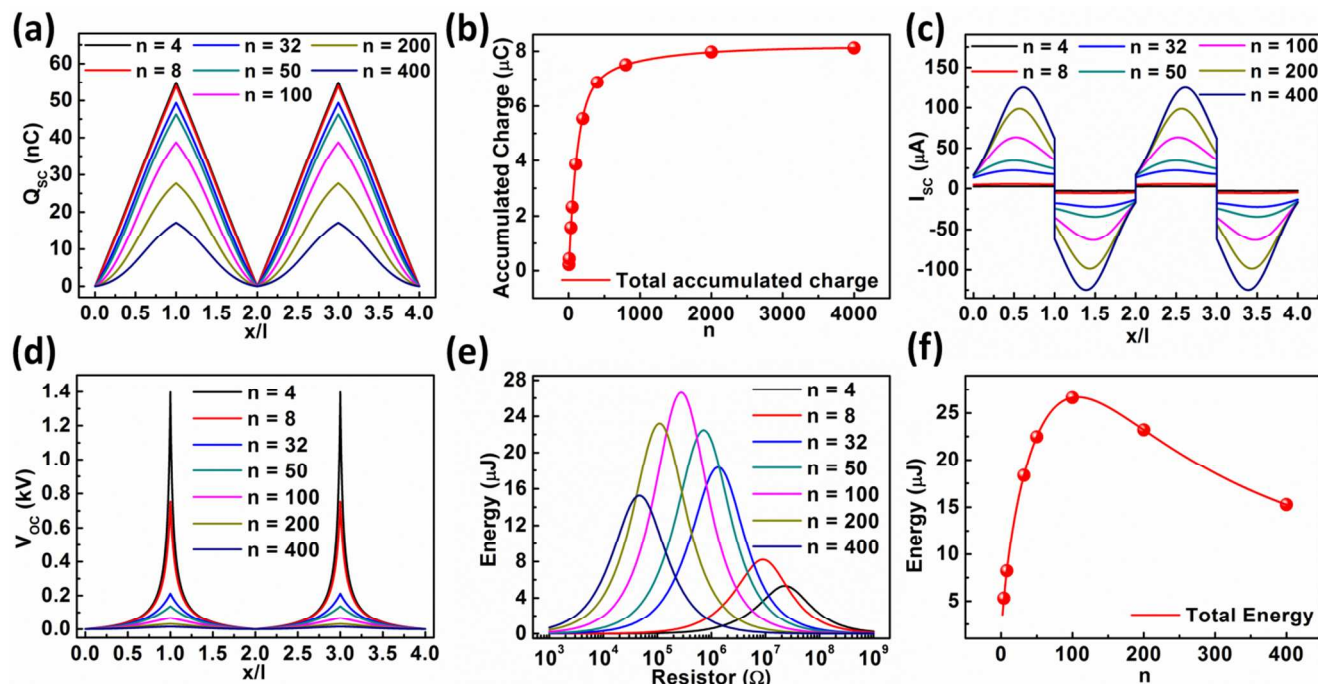 (a)
n = 4 n = 32 n = 200
n = 8 n = 50 n = 400
n = 100
60
50
40
30
20
10
0
Qsc (nC)
0.0 0.5 1.0 1.5 2.0 2.5 3.0 3.5 4.0
x/l
(b)
8
6
4
2
0
Accumulated Charge (μC)
Total accumulated charge
0 1000 2000 3000 4000
n
(c)
n = 4 n = 32 n = 100
n = 8 n = 50 n = 200
n = 400
150
100
50
0
-50
-100
Isc (μA)
0.0 0.5 1.0 1.5 2.0 2.5 3.0 3.5 4.0
x/l
(d)
n = 4
n = 8
n = 32
n = 50
n = 100
n = 200
n = 400
1.4
1.2
1.0
0.8
0.6
0.4
0.2
0.0
Voc (kV)
0.0 0.5 1.0 1.5 2.0 2.5 3.0 3.5 4.0
x/l
(e)
n = 4
n = 8
n = 32
n = 50
n = 100
n = 200
n = 400
28
24
20
16
12
8
4
0
Energy (μJ)
10³ 10⁴ 10⁵ 10⁶ 10⁷ 10⁸ 10⁹
Resistor (Ω)
(f)
25
20
15
10
5
Energy (μJ)
Total Energy
0 100 200 300 400
n